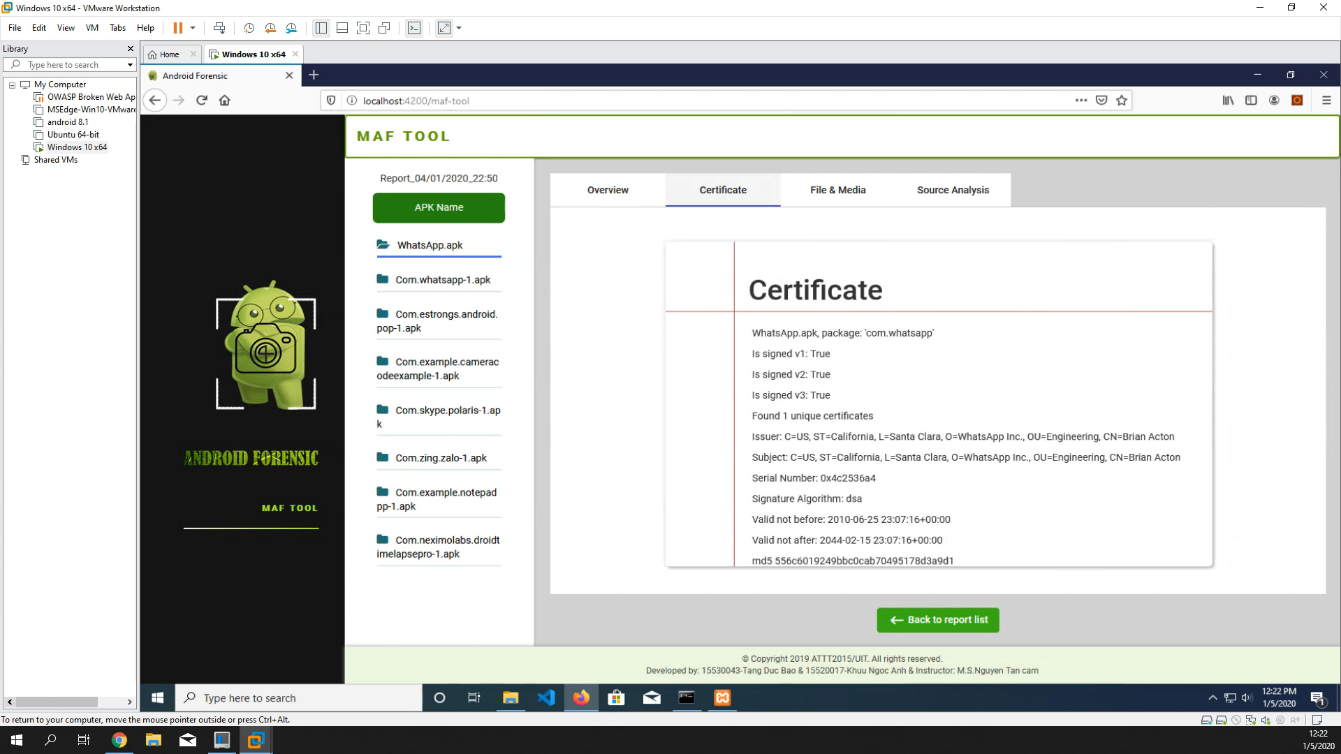 Windows 10 x64 - VMware Workstation
File Edit View VM Tabs Help
Library
Type here to search
My Computer
OWASP Broken Web Ap
MSEdge-Win10-VMware
android 8.1
Ubuntu 64-bit
Windows 10 x64
Shared VMs
Home
Windows 10 x64
Android Forensic
localhost:4200/maf-tool
MAF TOOL
ANDROID FORENSIC
MAF TOOL
Report_04/01/2020_22:50
APK Name
WhatsApp.apk
Com.whatsapp-1.apk
Com.estrongs.android.
pop-1.apk
Com.example.camerac
odeexample-1.apk
Com.skype.polaris-1.ap
k
Com.zing.zalo-1.apk
Com.example.notepad
pp-1.apk
Com.neximolabs.droidt
imelapsepro-1.apk
Overview Certificate File & Media Source Analysis
Certificate
WhatsApp.apk, package: 'com.whatsapp'
Is signed v1: True
Is signed v2: True
Is signed v3: True
Found 1 unique certificates
Issuer: C=US, ST=California, L=Santa Clara, O=WhatsApp Inc., OU=Engineering, CN=Brian Acton
Subject: C=US, ST=California, L=Santa Clara, O=WhatsApp Inc., OU=Engineering, CN=Brian Acton
Serial Number: 0x4c2536a4
Signature Algorithm: dsa
Valid not before: 2010-06-25 23:07:16+00:00
Valid not after: 2044-02-15 23:07:16+00:00
md5 556c6019249bbc0cab70495178d3a9d1
Back to report list
© Copyright 2019 ATTT2015/UIT. All rights reserved.
Developed by: 15530043-Tang Duc Bao & 15520017-Khuu Ngoc Anh & Instructor: M.S.Nguyen Tan cam
Type here to search
12:22 PM
1/5/2020
1
To return to your computer, move the mouse pointer outside or press Ctrl+Alt.
12:22
1/5/2020